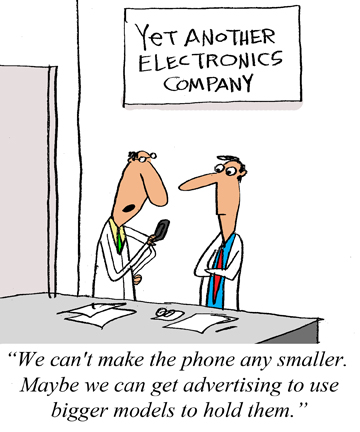 YeT ANOTHER
ELECTRONICS
COMPANY
“We can't make the phone any smaller.
Maybe we can get advertising to use
bigger models to hold them.”